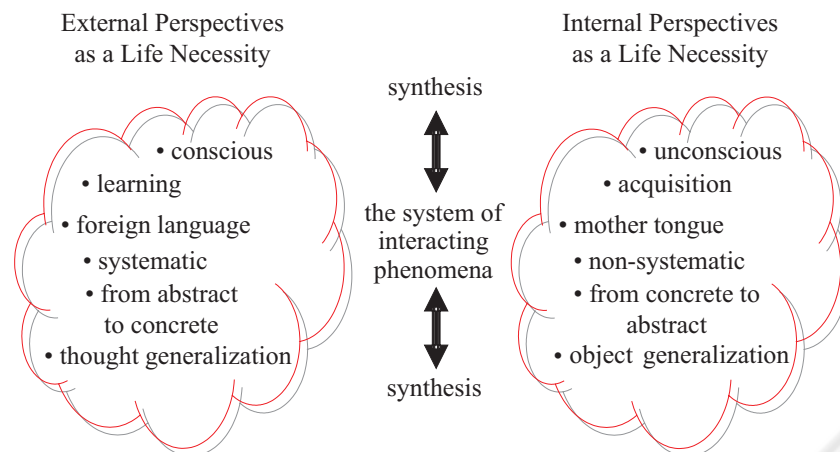 External Perspectives
as a Life Necessity
• conscious
• learning
• foreign language
• systematic
• from abstract
to concrete
• thought generalization
synthesis
the system of
interacting
phenomena
synthesis
Internal Perspectives
as a Life Necessity
• unconscious
• acquisition
• mother tongue
• non-systematic
• from concrete to
abstract
• object generalization